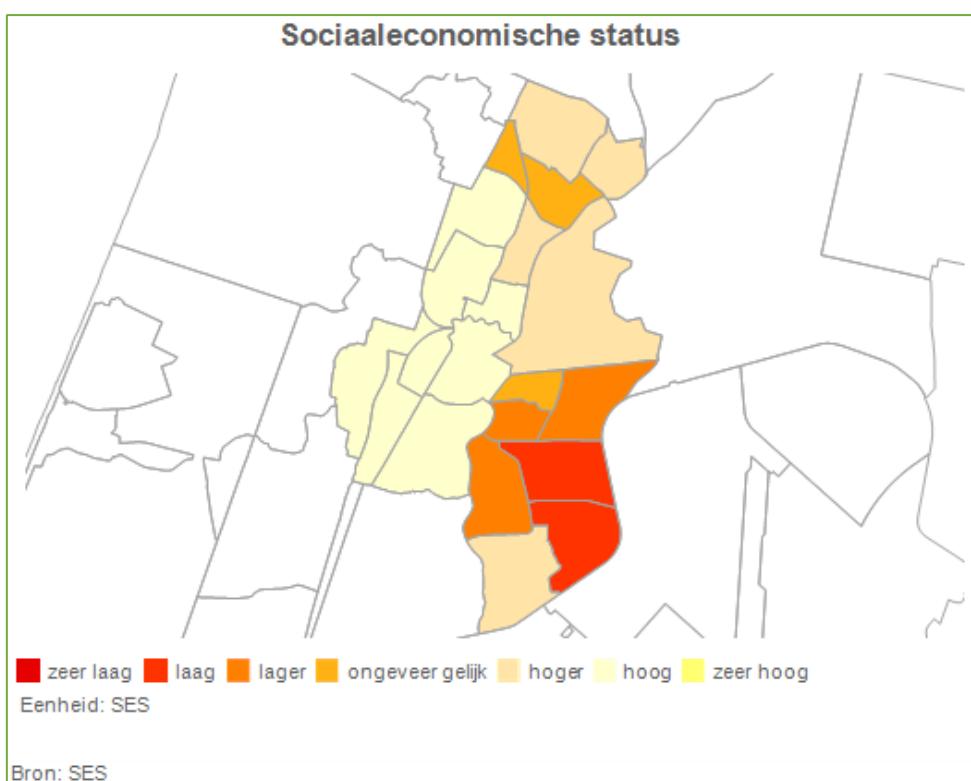 Sociaaleconomische status
zeer laag laag lager ongeveer gelijk hoger hoog zeer hoog
Eenheid: SES
Bron: SES